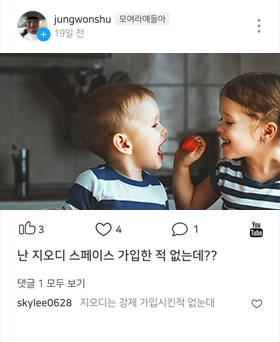 jungwonshu 모여라얘들아
19일 전
3 4 1 You Tube
난 지오디 스페이스 가입한 적 없는데??
댓글 1 모두 보기
skylee0628 지오디는 강제 가입시킨적 없눈대